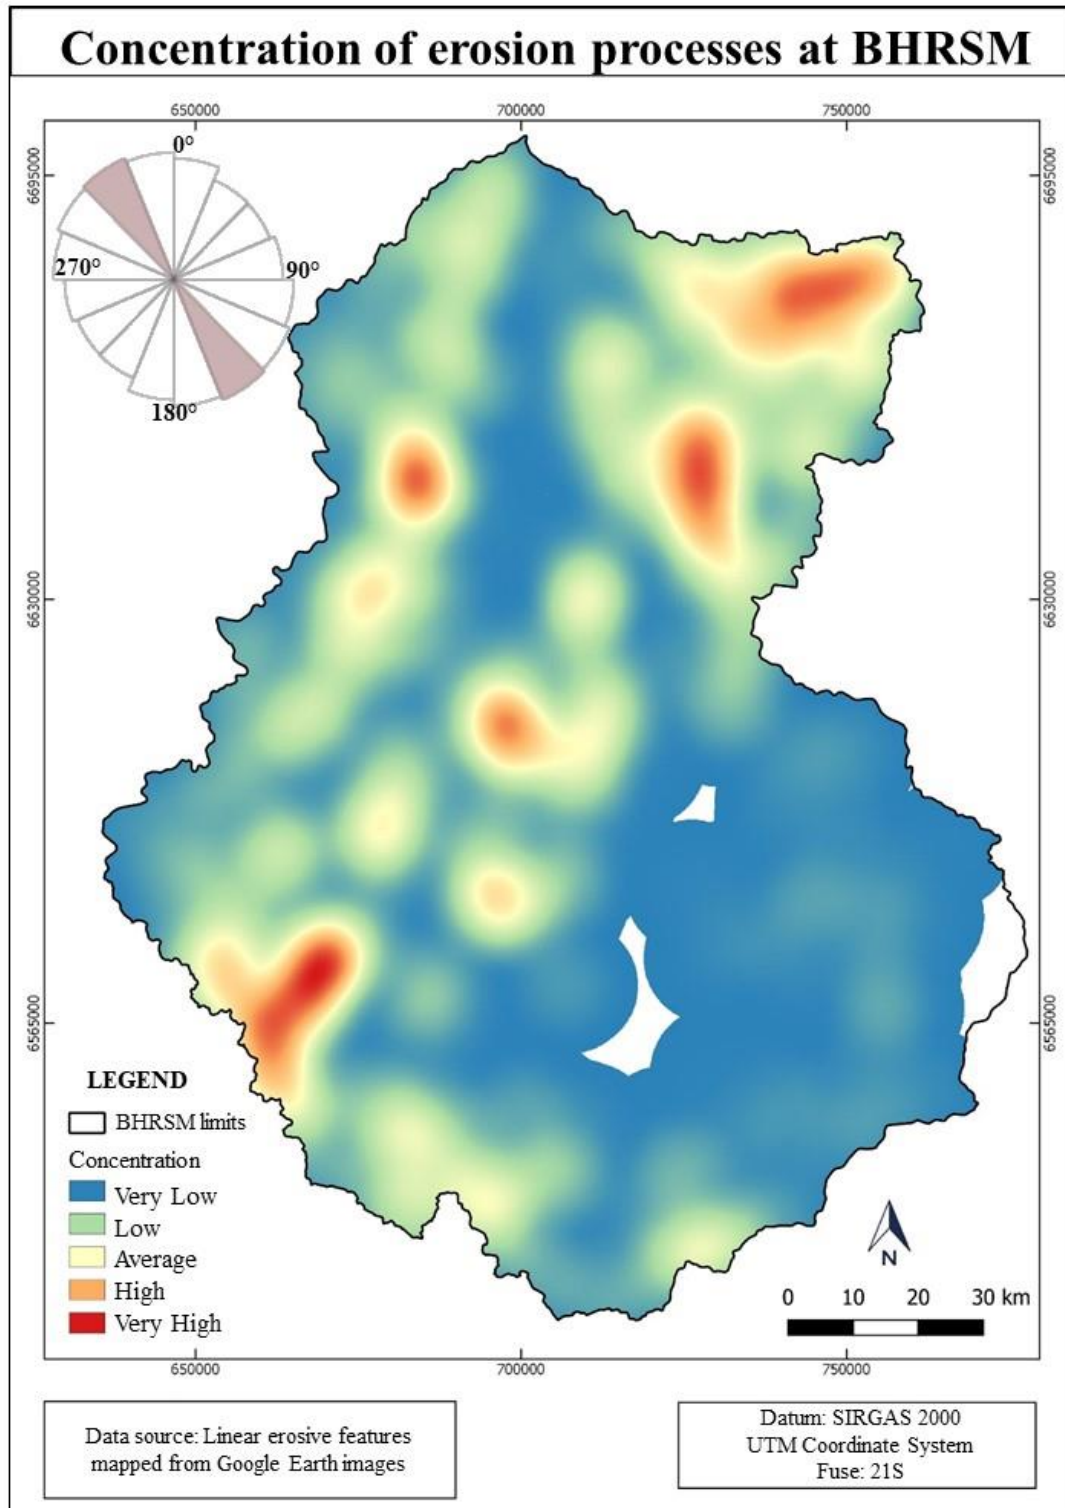 Concentration of erosion processes at BHRSM
650000
700000
750000
6695000
6695000
0°
270°
90°
180°
6630000
6630000
6565000
6565000
LEGEND
BHRSM limits
Concentration
Very Low
Low
Average
High
Very High
N
0 10 20 30 km
650000
700000
750000
Data source: Linear erosive features
mapped from Google Earth images
Datum: SIRGAS 2000
UTM Coordinate System
Fuse: 21S